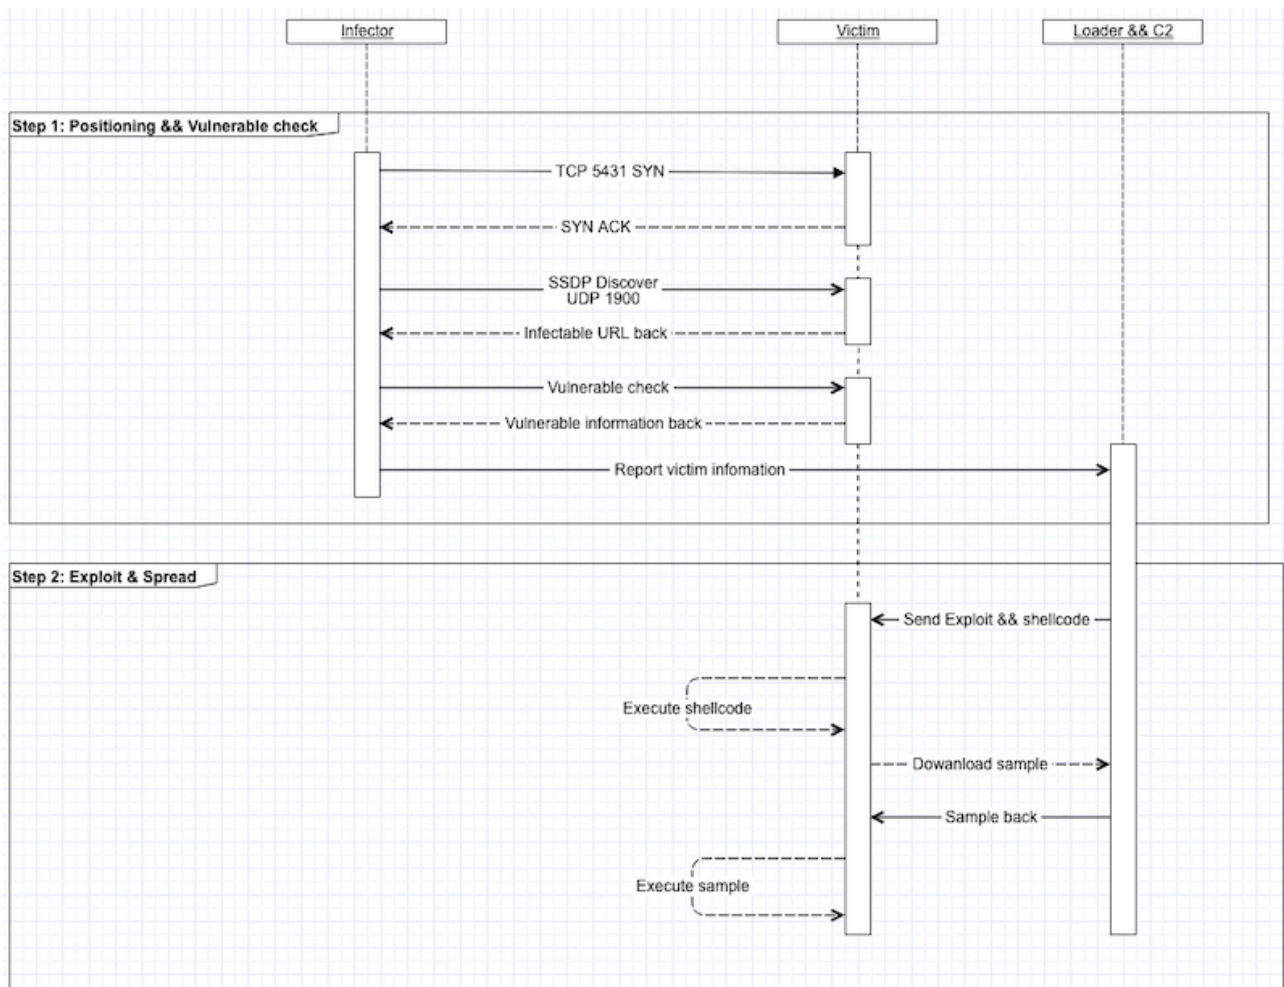 Infector
Victim
Loader && C2
Step 1: Positioning && Vulnerable check
TCP 5431 SYN
SYN ACK
SSDP Discover
UDP 1900
Infectable URL back
Vulnerable check
Vulnerable information back
Report victim infomation
Step 2: Exploit & Spread
Send Exploit && shellcode
Execute shellcode
Dowanload sample
Sample back
Execute sample